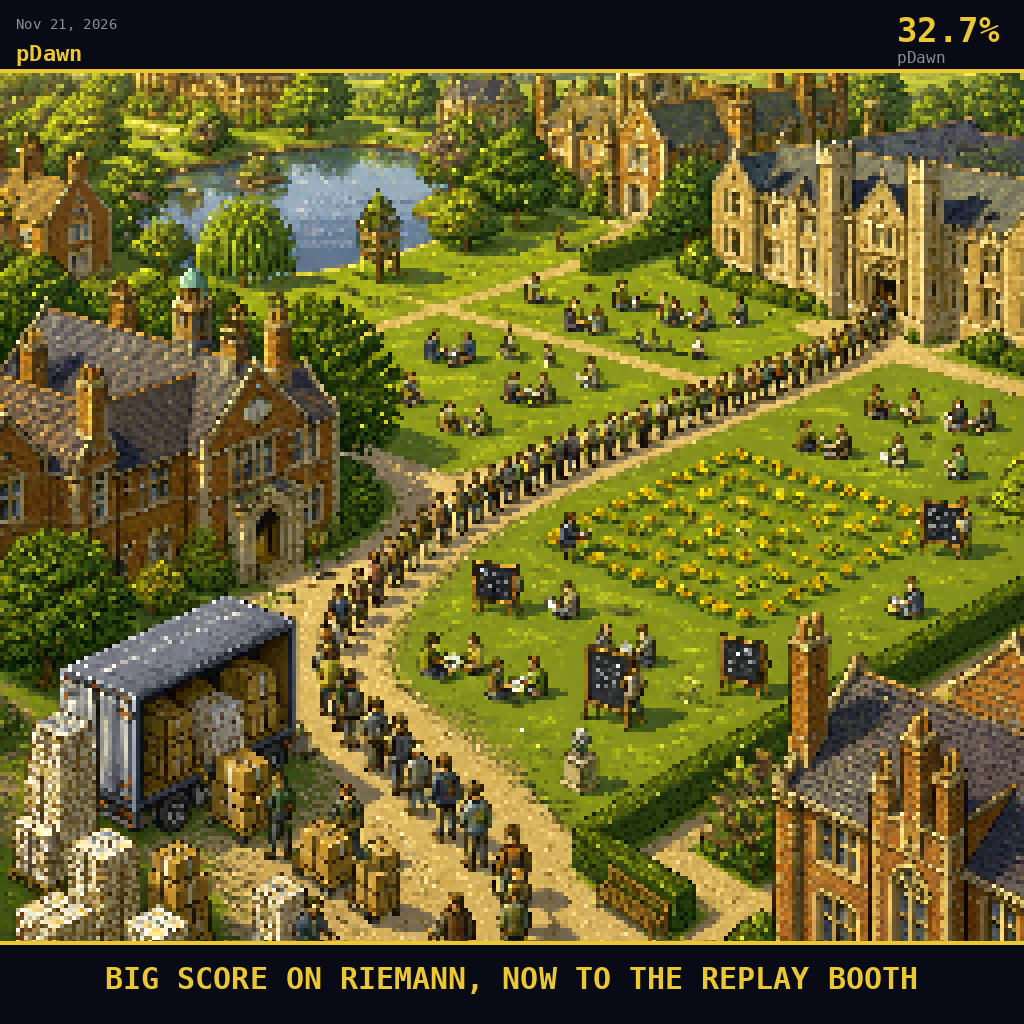 Nov 21, 2026
pDawn
32.7%
pDawn
BIG SCORE ON RIEMANN, NOW TO THE REPLAY BOOTH